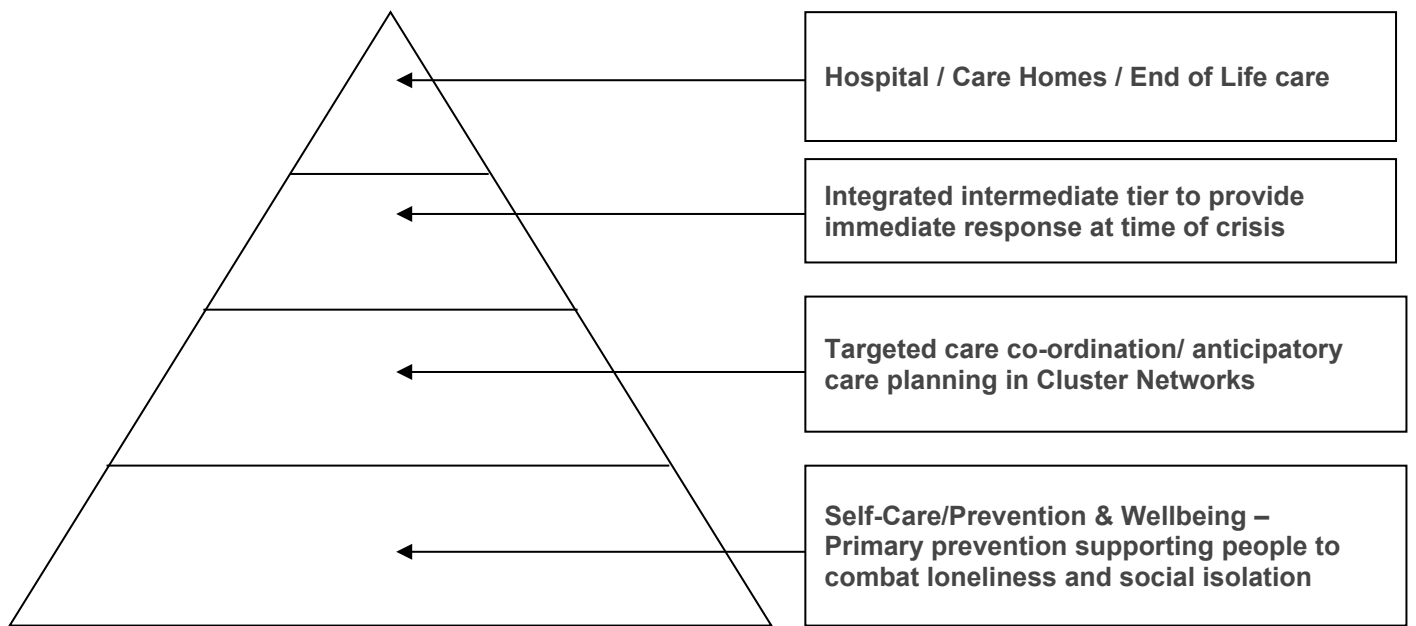 Hospital / Care Homes / End of Life care
Integrated intermediate tier to provide
immediate response at time of crisis
Targeted care co-ordination/ anticipatory
care planning in Cluster Networks
Self-Care/Prevention & Wellbeing –
Primary prevention supporting people to
combat loneliness and social isolation